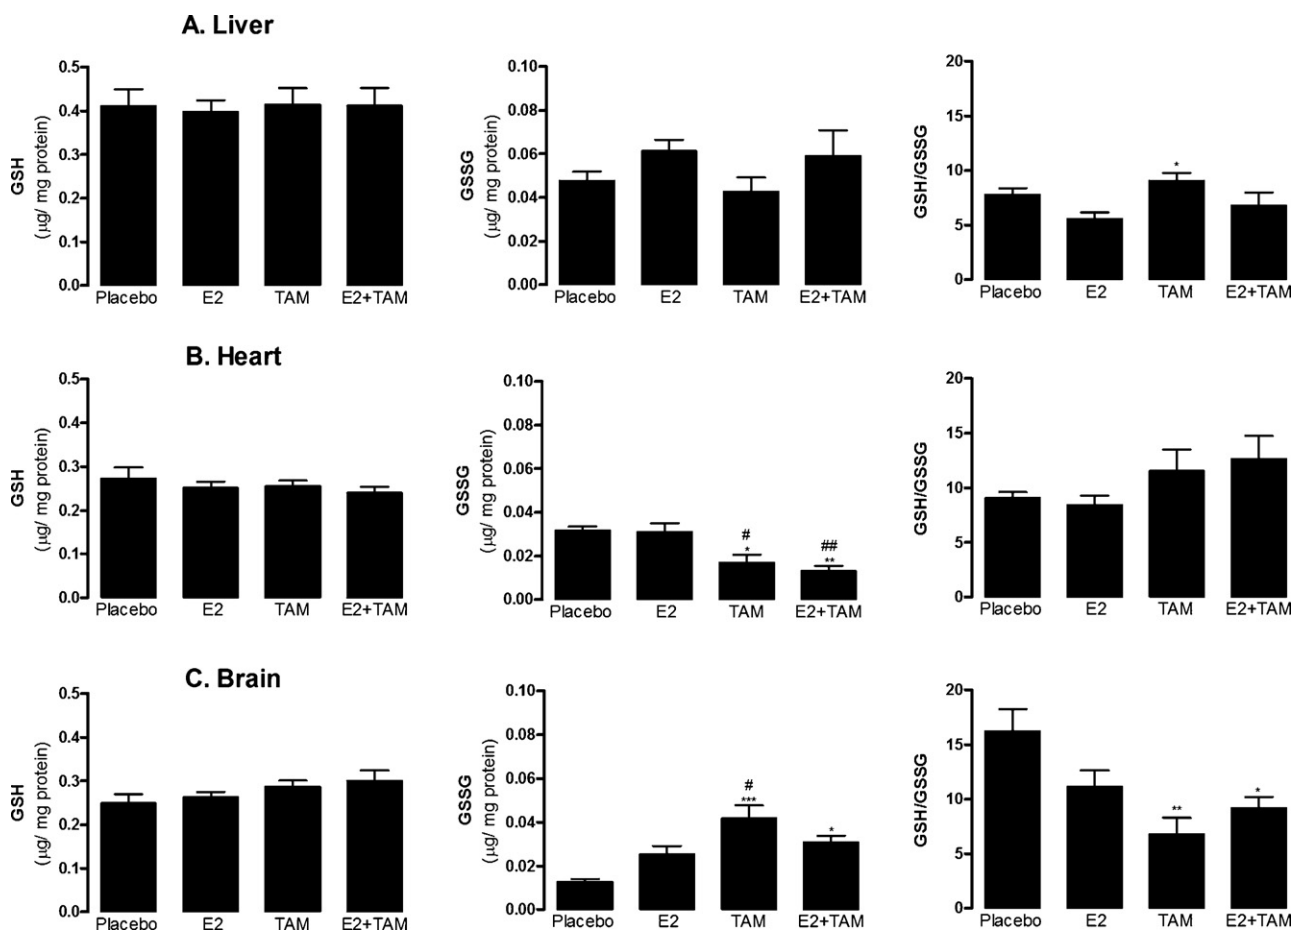 A. Liver
GSH
(µg/ mg protein)
0.5
0.4
0.3
0.2
0.1
0.0
Placebo E2 TAM E2+TAM
GSSG
(µg/ mg protein)
0.10
0.08
0.06
0.04
0.02
0.00
Placebo E2 TAM E2+TAM
GSH/GSSG
20
15
10
5
0
*
Placebo E2 TAM E2+TAM
B. Heart
GSH
(µg/ mg protein)
0.5
0.4
0.3
0.2
0.1
0.0
Placebo E2 TAM E2+TAM
GSSG
(µg/ mg protein)
0.10
0.08
0.06
0.04
0.02
0.00
# ##
* **
Placebo E2 TAM E2+TAM
GSH/GSSG
20
15
10
5
0
Placebo E2 TAM E2+TAM
C. Brain
GSH
(µg/ mg protein)
0.5
0.4
0.3
0.2
0.1
0.0
Placebo E2 TAM E2+TAM
GSSG
(µg/ mg protein)
0.10
0.08
0.06
0.04
0.02
0.00
#
***
*
Placebo E2 TAM E2+TAM
GSH/GSSG
20
15
10
5
0
** *
Placebo E2 TAM E2+TAM